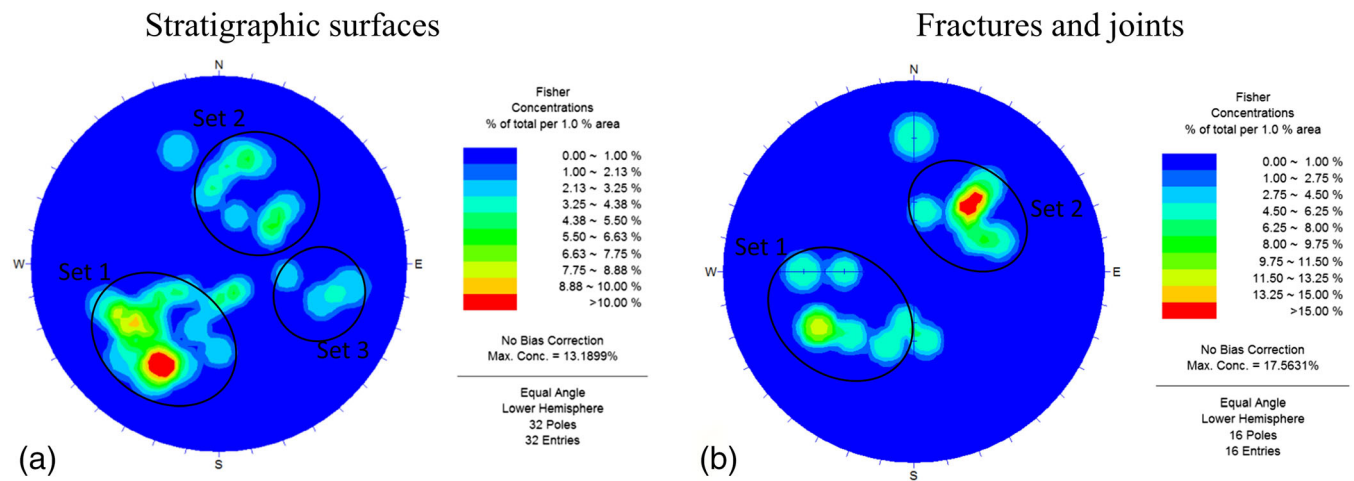 Stratigraphic surfaces
N
W
E
S
Set 2
Set 1
Set 3
(a)
Fisher
Concentrations
% of total per 1.0 % area
0.00 ~ 1.00 %
1.00 ~ 2.13 %
2.13 ~ 3.25 %
3.25 ~ 4.38 %
4.38 ~ 5.50 %
5.50 ~ 6.63 %
6.63 ~ 7.75 %
7.75 ~ 8.88 %
8.88 ~ 10.00 %
>10.00 %
No Bias Correction
Max. Conc. = 13.1899%
Equal Angle
Lower Hemisphere
32 Poles
32 Entries
Fractures and joints
N
W
E
S
Set 2
Set 1
(b)
Fisher
Concentrations
% of total per 1.0 % area
0.00 ~ 1.00 %
1.00 ~ 2.75 %
2.75 ~ 4.50 %
4.50 ~ 6.25 %
6.25 ~ 8.00 %
8.00 ~ 9.75 %
9.75 ~ 11.50 %
11.50 ~ 13.25 %
13.25 ~ 15.00 %
>15.00 %
No Bias Correction
Max. Conc. = 17.5631%
Equal Angle
Lower Hemisphere
16 Poles
16 Entries